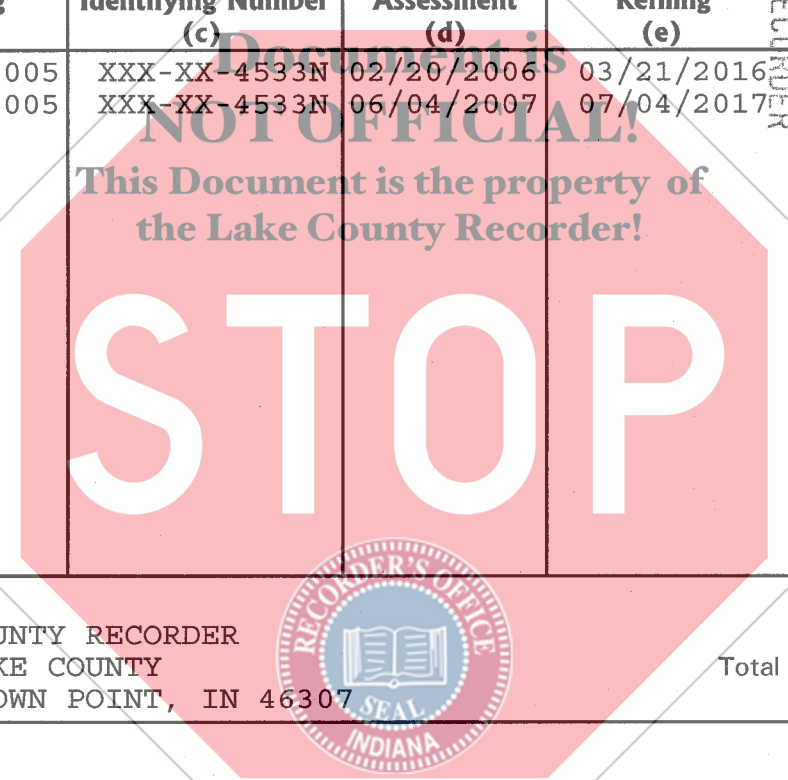 Identifying Number Assessment Refiling
(c) (d) (e)
Document is
005 XXX-XX-4533N 02/20/2006 03/21/2016
005 XXX-XX-4533N 06/04/2007 07/04/2017
RECORDER
NOT OFFICIAL!
This Document is the property of
the Lake County Recorder!
STOP
RECORDER'S OFFICE
SEAL
INDIANA
UNTY RECORDER
KE COUNTY
OWN POINT, IN 46307
Total